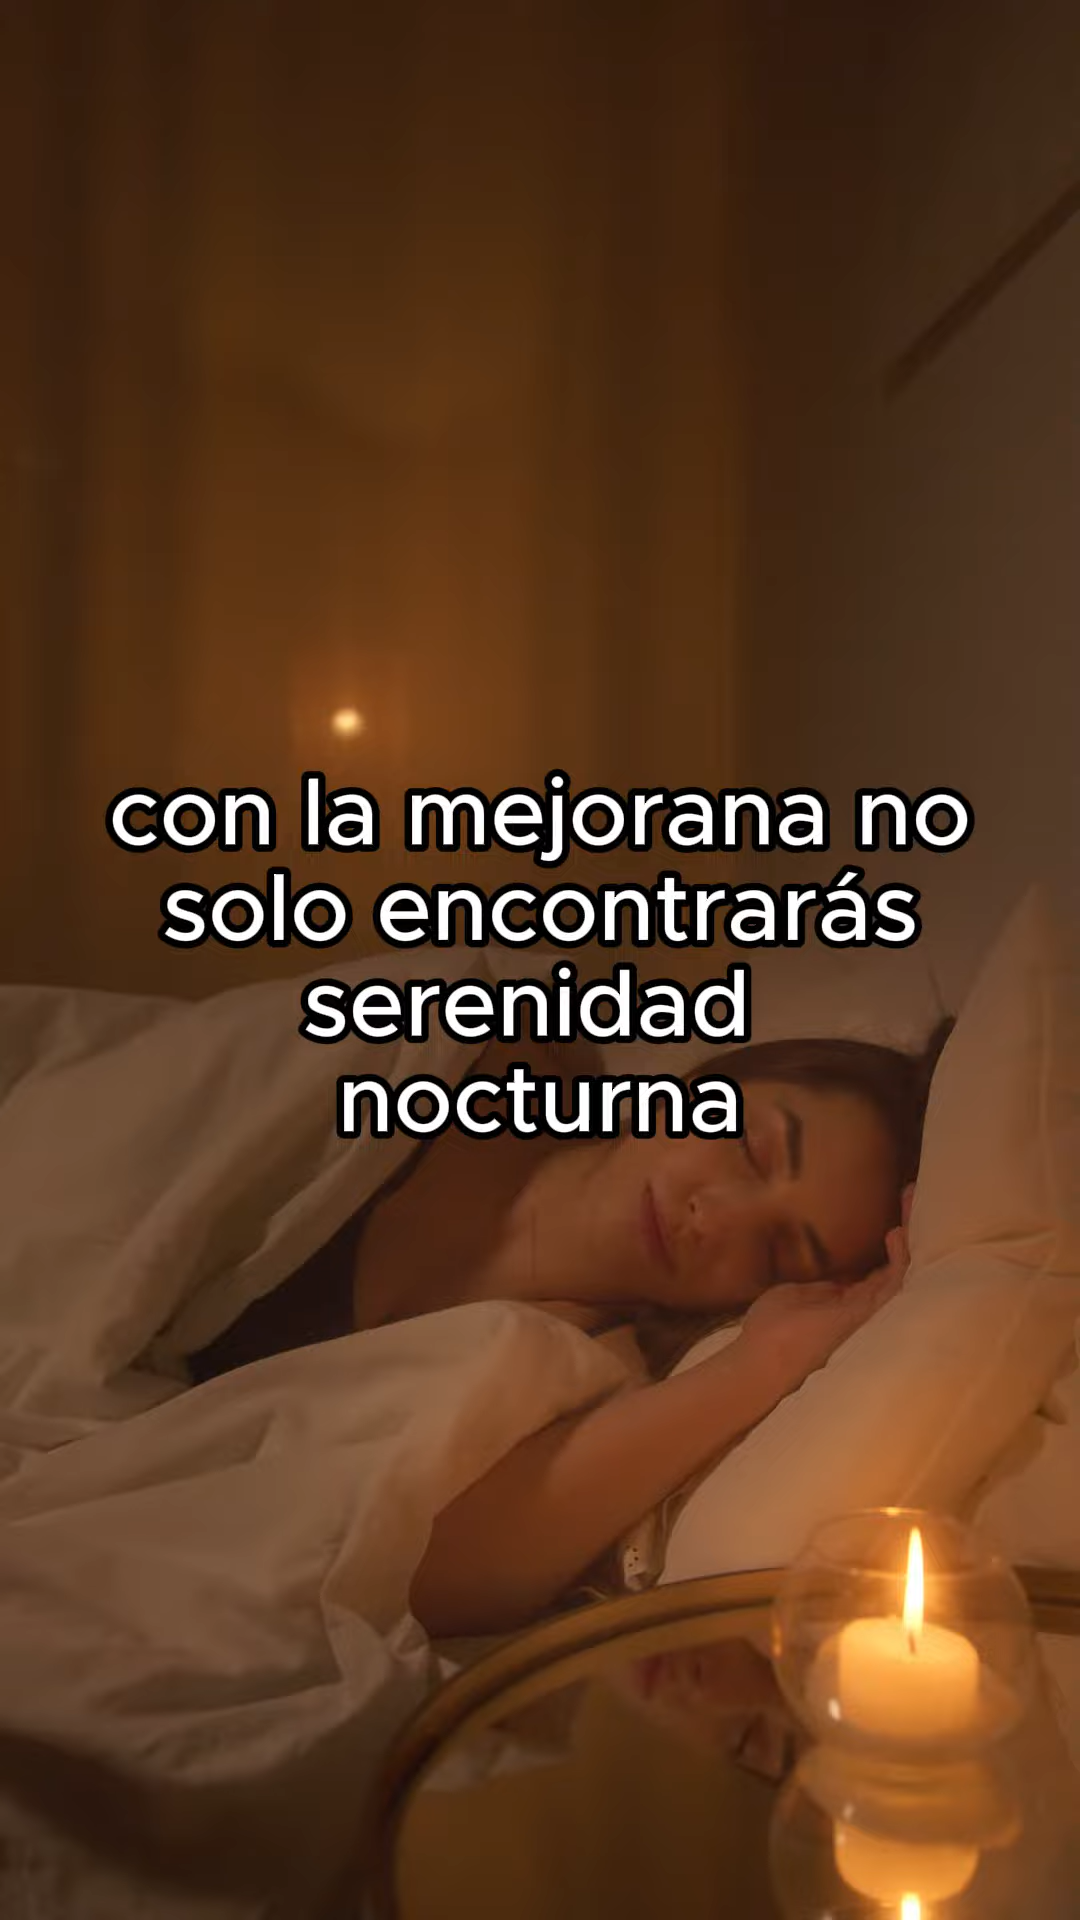 con la mejorana no
solo encontrarás
serenidad
nocturna